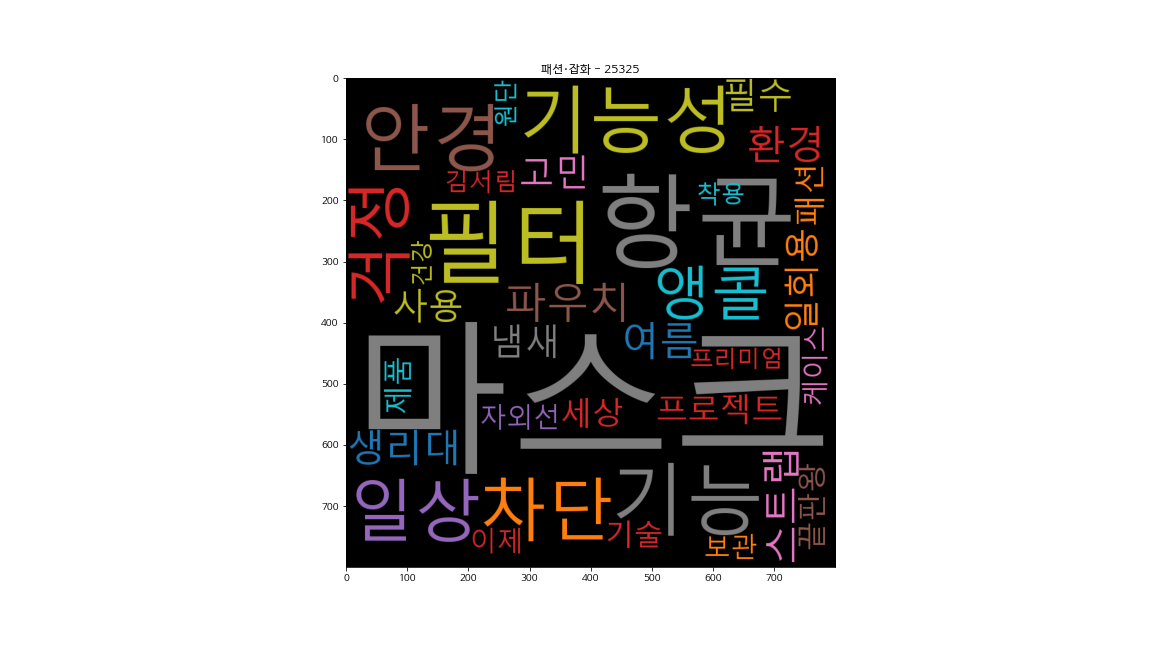 패션·잡화 – 25325
0
100
200
300
400
500
600
700
0
100
200
300
400
500
600
700
안경
원단
기능성
필수
환경
김서림
고민
항균
착용
패션
걱정
필터
건강
사용
파우치
앵콜
일회용
냄새
여름
프리미엄
케이스
마스크
제품
자외선
세상
프로젝트
생리대
일상
차단
기능
스트랩
끝판왕
이제
기술
보관